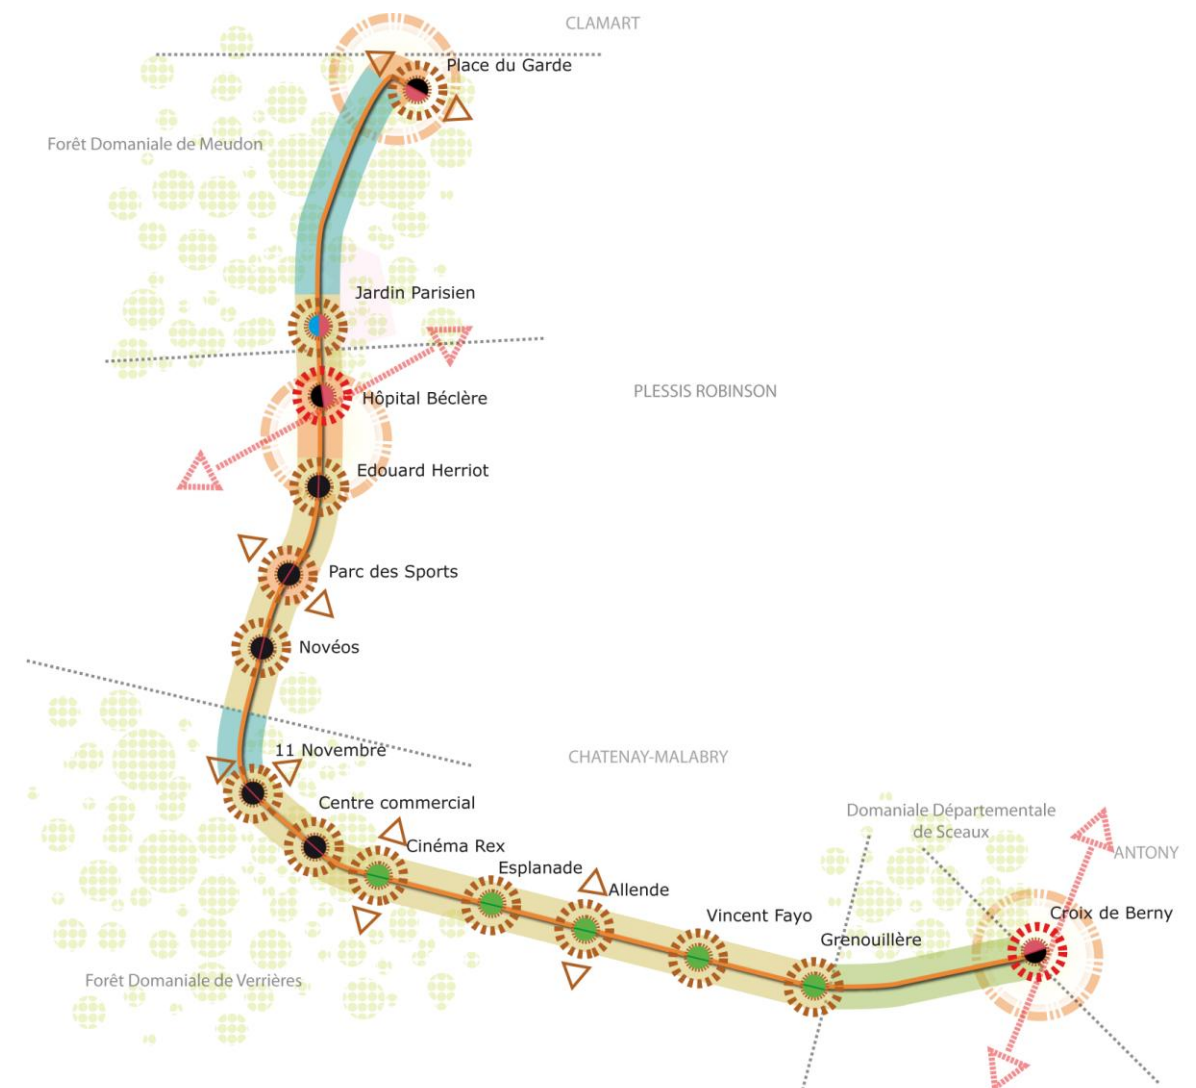 CLAMART
Place du Garde
Forêt Domaniale de Meudon
Jardin Parisien
PLESSIS ROBINSON
Hôpital Béclère
Edouard Herriot
Parc des Sports
Novéos
11 Novembre
CHATENAY-MALABRY
Centre commercial
Domaniale Départementale
de Sceaux
Cinéma Rex
ANTONY
Esplanade
Allende
Vincent Fayo
Croix de Berny
Grenouillère
Forêt Domaniale de Verrières